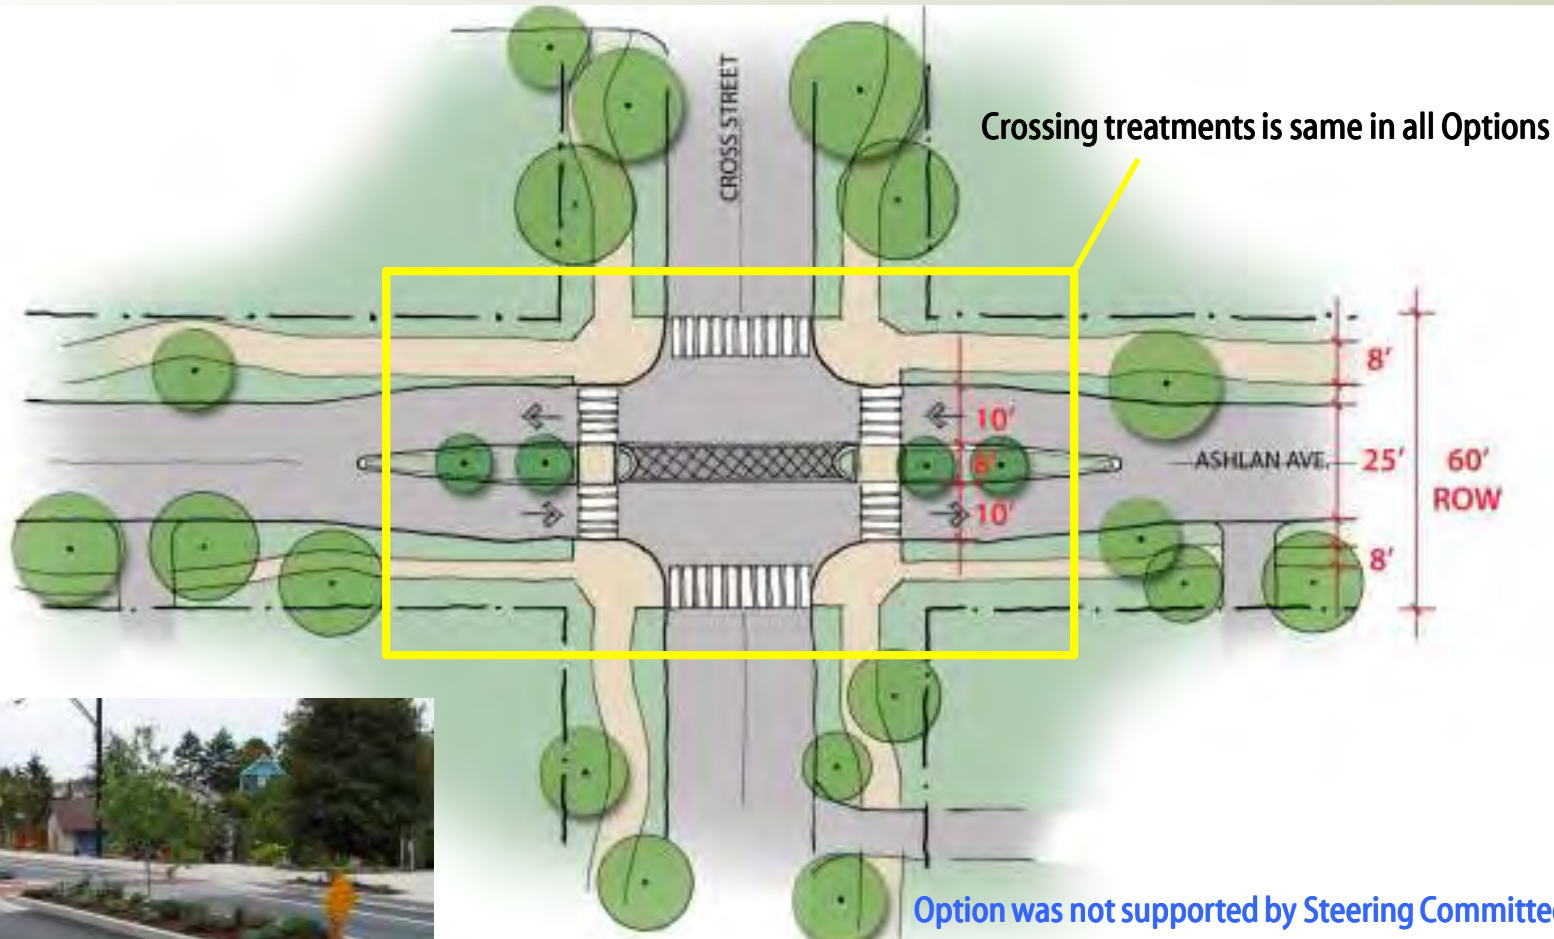 CROSS STREET
Crossing treatments is same in all Options
8'
10'
ASHLAN AVE.
25'
60'
ROW
10'
8'
Option was not supported by Steering Committee